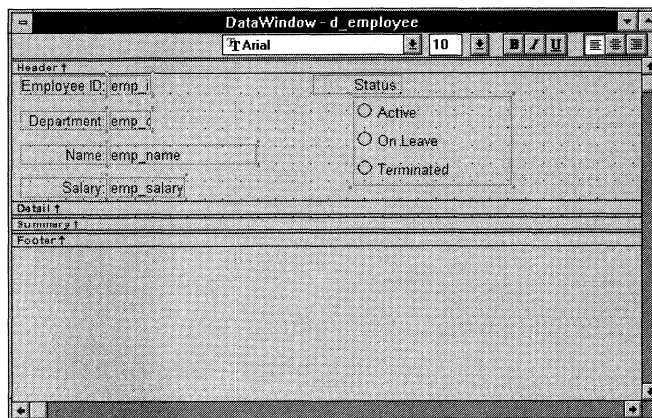 DataWindow - d_employee
Arial 10 B I U
Header ↑
Employee ID: emp_i Status
Active
Department: emp_d
On Leave
Name: emp_name
Terminated
Salary: emp_salary
Detail ↑
Summary ↑
Footer ↑